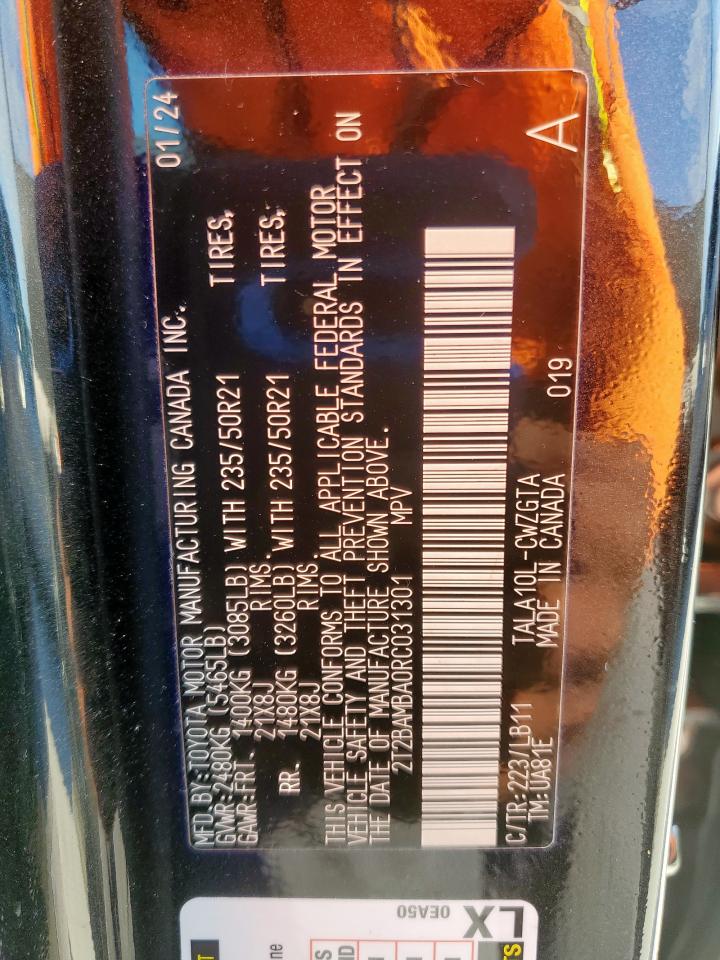 MFD.BY:TOYOTA MOTOR MANUFACTURING CANADA INC. 01/24
GVWR:2480KG (5465LB)
GAWR:FRT. 1400KG (3085LB) WITH 235/50R21 TIRES,
21X8J RIMS.
RR. 1480KG (3260LB) WITH 235/50R21 TIRES,
21X8J RIMS.
THIS VEHICLE CONFORMS TO ALL APPLICABLE FEDERAL MOTOR
VEHICLE SAFETY AND THEFT PREVENTION STANDARDS IN EFFECT ON
THE DATE OF MANUFACTURE SHOWN ABOVE.
2T2BAMBA0RC031301 MPV
C/TR:223/LB11 TALA10L-CWZGTA 019 A
TM:UA81E MADE IN CANADA
LX
0EA50